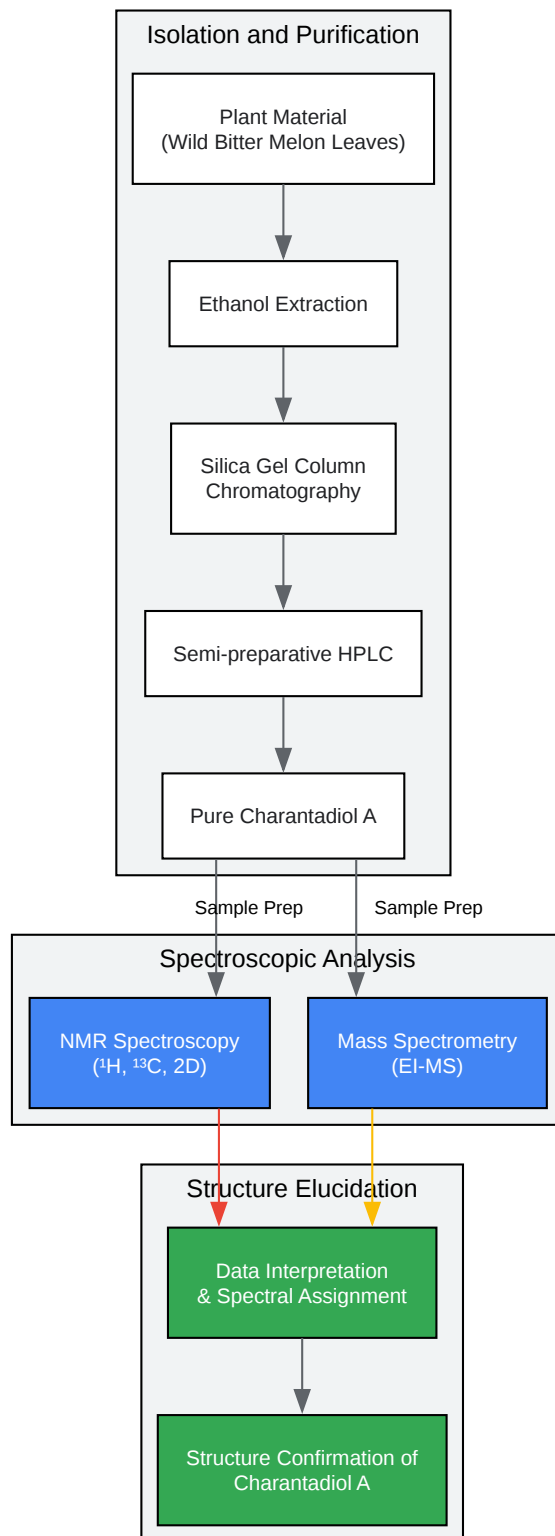 Isolation and Purification
Plant Material
(Wild Bitter Melon Leaves)
Ethanol Extraction
Silica Gel Column
Chromatography
Semi-preparative HPLC
Pure Charantadiol A
Sample Prep
Sample Prep
Spectroscopic Analysis
NMR Spectroscopy
(¹H, ¹³C, 2D)
Mass Spectrometry
(EI-MS)
Structure Elucidation
Data Interpretation
& Spectral Assignment
Structure Confirmation of
Charantadiol A